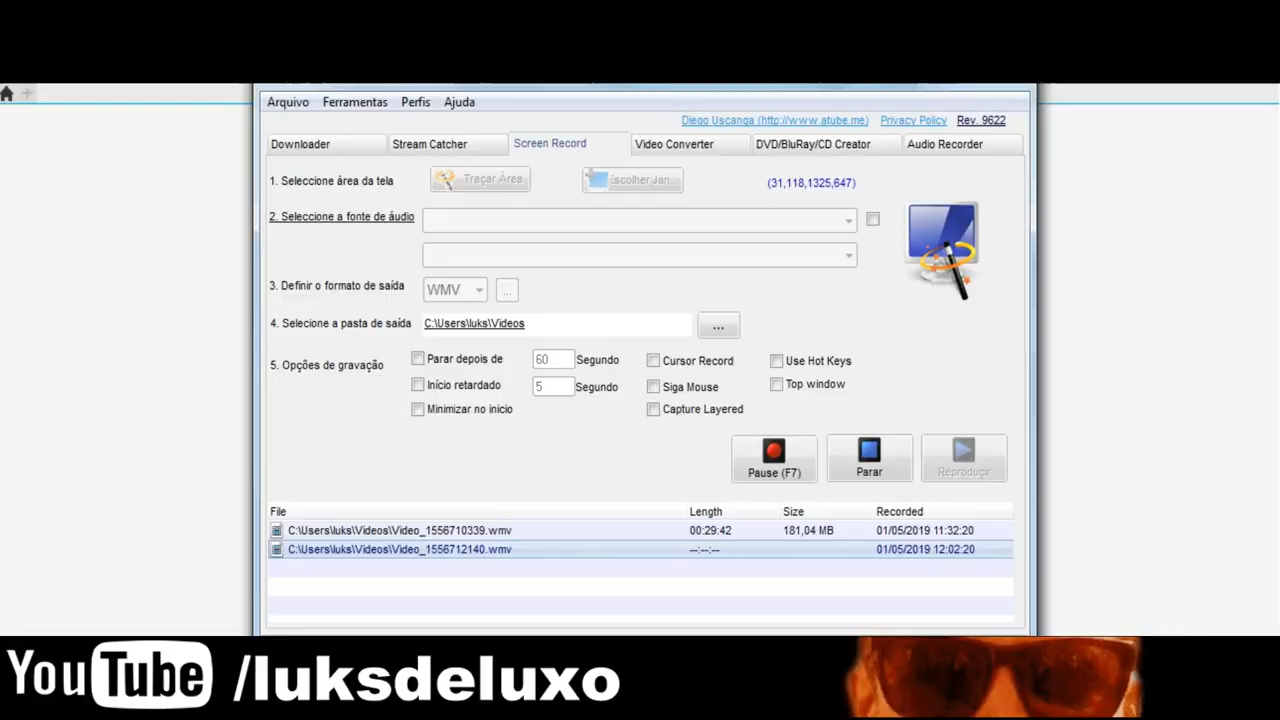 Arquivo Ferramentas Perfis Ajuda
Diego Uscanga (http://www.atube.me) Privacy Policy Rev. 9622
Downloader Stream Catcher Screen Record Video Converter DVD/BluRay/CD Creator Audio Recorder
1. Seleccione área da tela Traçar Área Escolher Jan... (31,118,1325,647)
2. Seleccione a fonte de áudio
3. Definir o formato de saída WMV ...
4. Selecione a pasta de saída C:\Users\luks\Videos ...
5. Opções de gravação
Parar depois de 60 Segundo Cursor Record Use Hot Keys
Início retardado 5 Segundo Siga Mouse Top window
Minimizar no início Capture Layered
Pause (F7) Parar Reproduçir
File Length Size Recorded
C:\Users\luks\Videos\Video_1556710339.wmv 00:29:42 181,04 MB 01/05/2019 11:32:20
C:\Users\luks\Videos\Video_1556712140.wmv --:--:-- 01/05/2019 12:02:20
YouTube /luksdeluxo